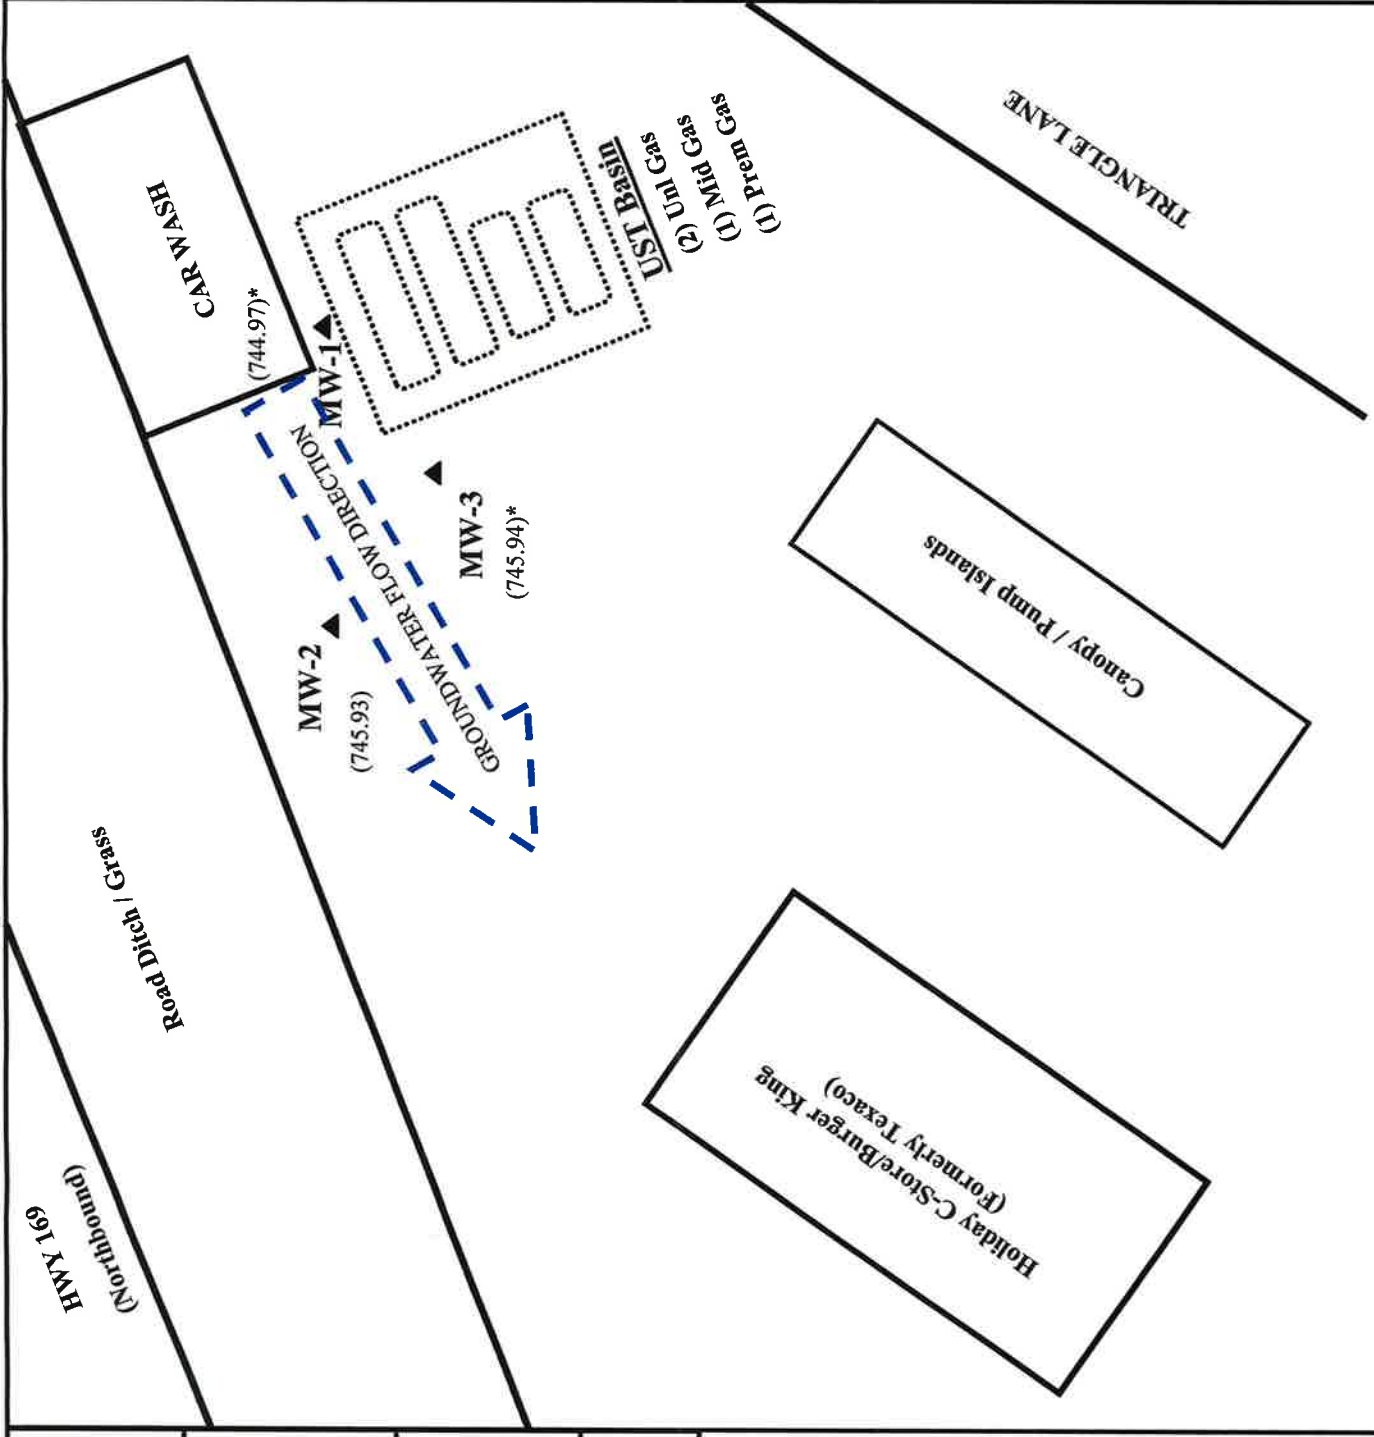 CAR WASH
(744.97)*
MW-1
UST Basin
(2) Unl Gas
(1) Mid Gas
(1) Prem Gas
TRIANGLE LANE
GROUNDWATER FLOW DIRECTION
MW-3
(745.94)*
MW-2
(745.93)
Canopy / Pump Islands
Road Ditch / Grass
HWY 169
(Northbound)
Holiday C-Store/Burger King
(Formerly Texaco)